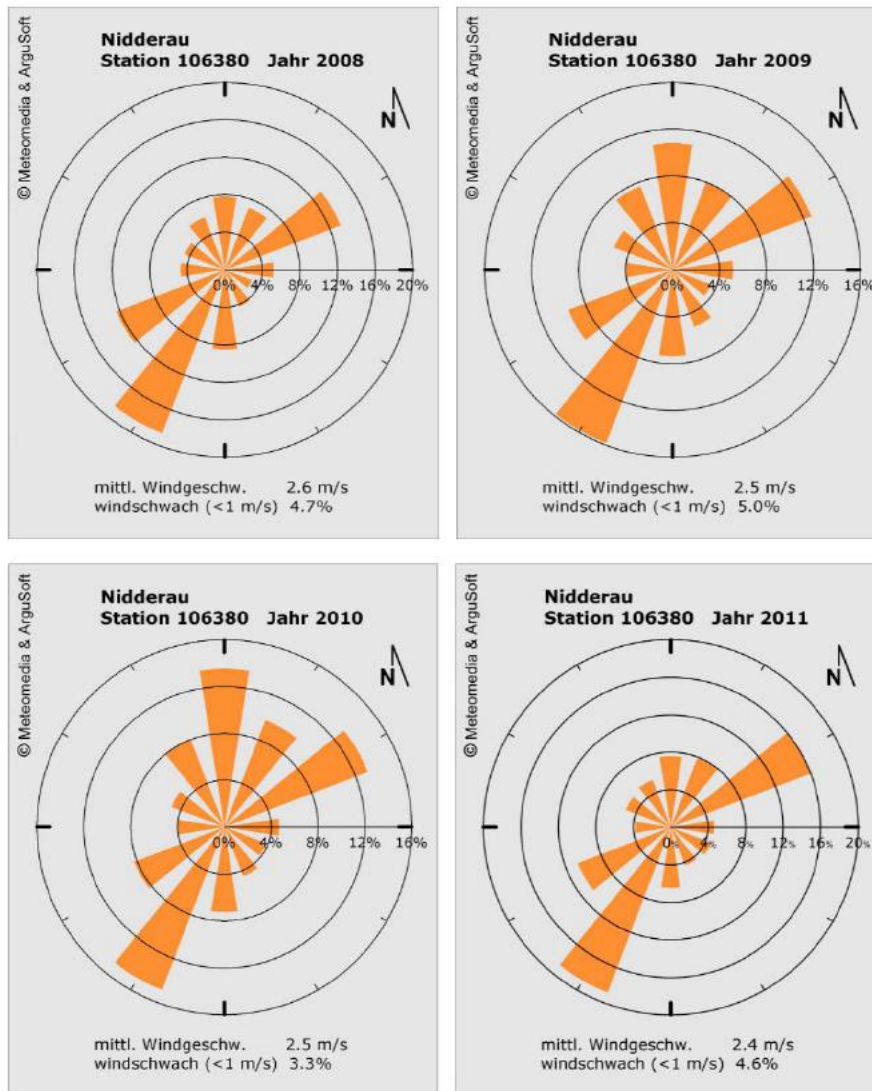 © Meteomedia & ArguSoft
Nidderau
Station 106380 Jahr 2008
N
0% 4% 8% 12% 16% 20%
mittl. Windgeschw. 2.6 m/s
windschwach (<1 m/s) 4.7%
© Meteomedia & ArguSoft
Nidderau
Station 106380 Jahr 2009
N
0% 4% 8% 12% 16%
mittl. Windgeschw. 2.5 m/s
windschwach (<1 m/s) 5.0%
© Meteomedia & ArguSoft
Nidderau
Station 106380 Jahr 2010
N
0% 4% 8% 12% 16%
mittl. Windgeschw. 2.5 m/s
windschwach (<1 m/s) 3.3%
© Meteomedia & ArguSoft
Nidderau
Station 106380 Jahr 2011
N
0% 4% 8% 12% 16% 20%
mittl. Windgeschw. 2.4 m/s
windschwach (<1 m/s) 4.6%